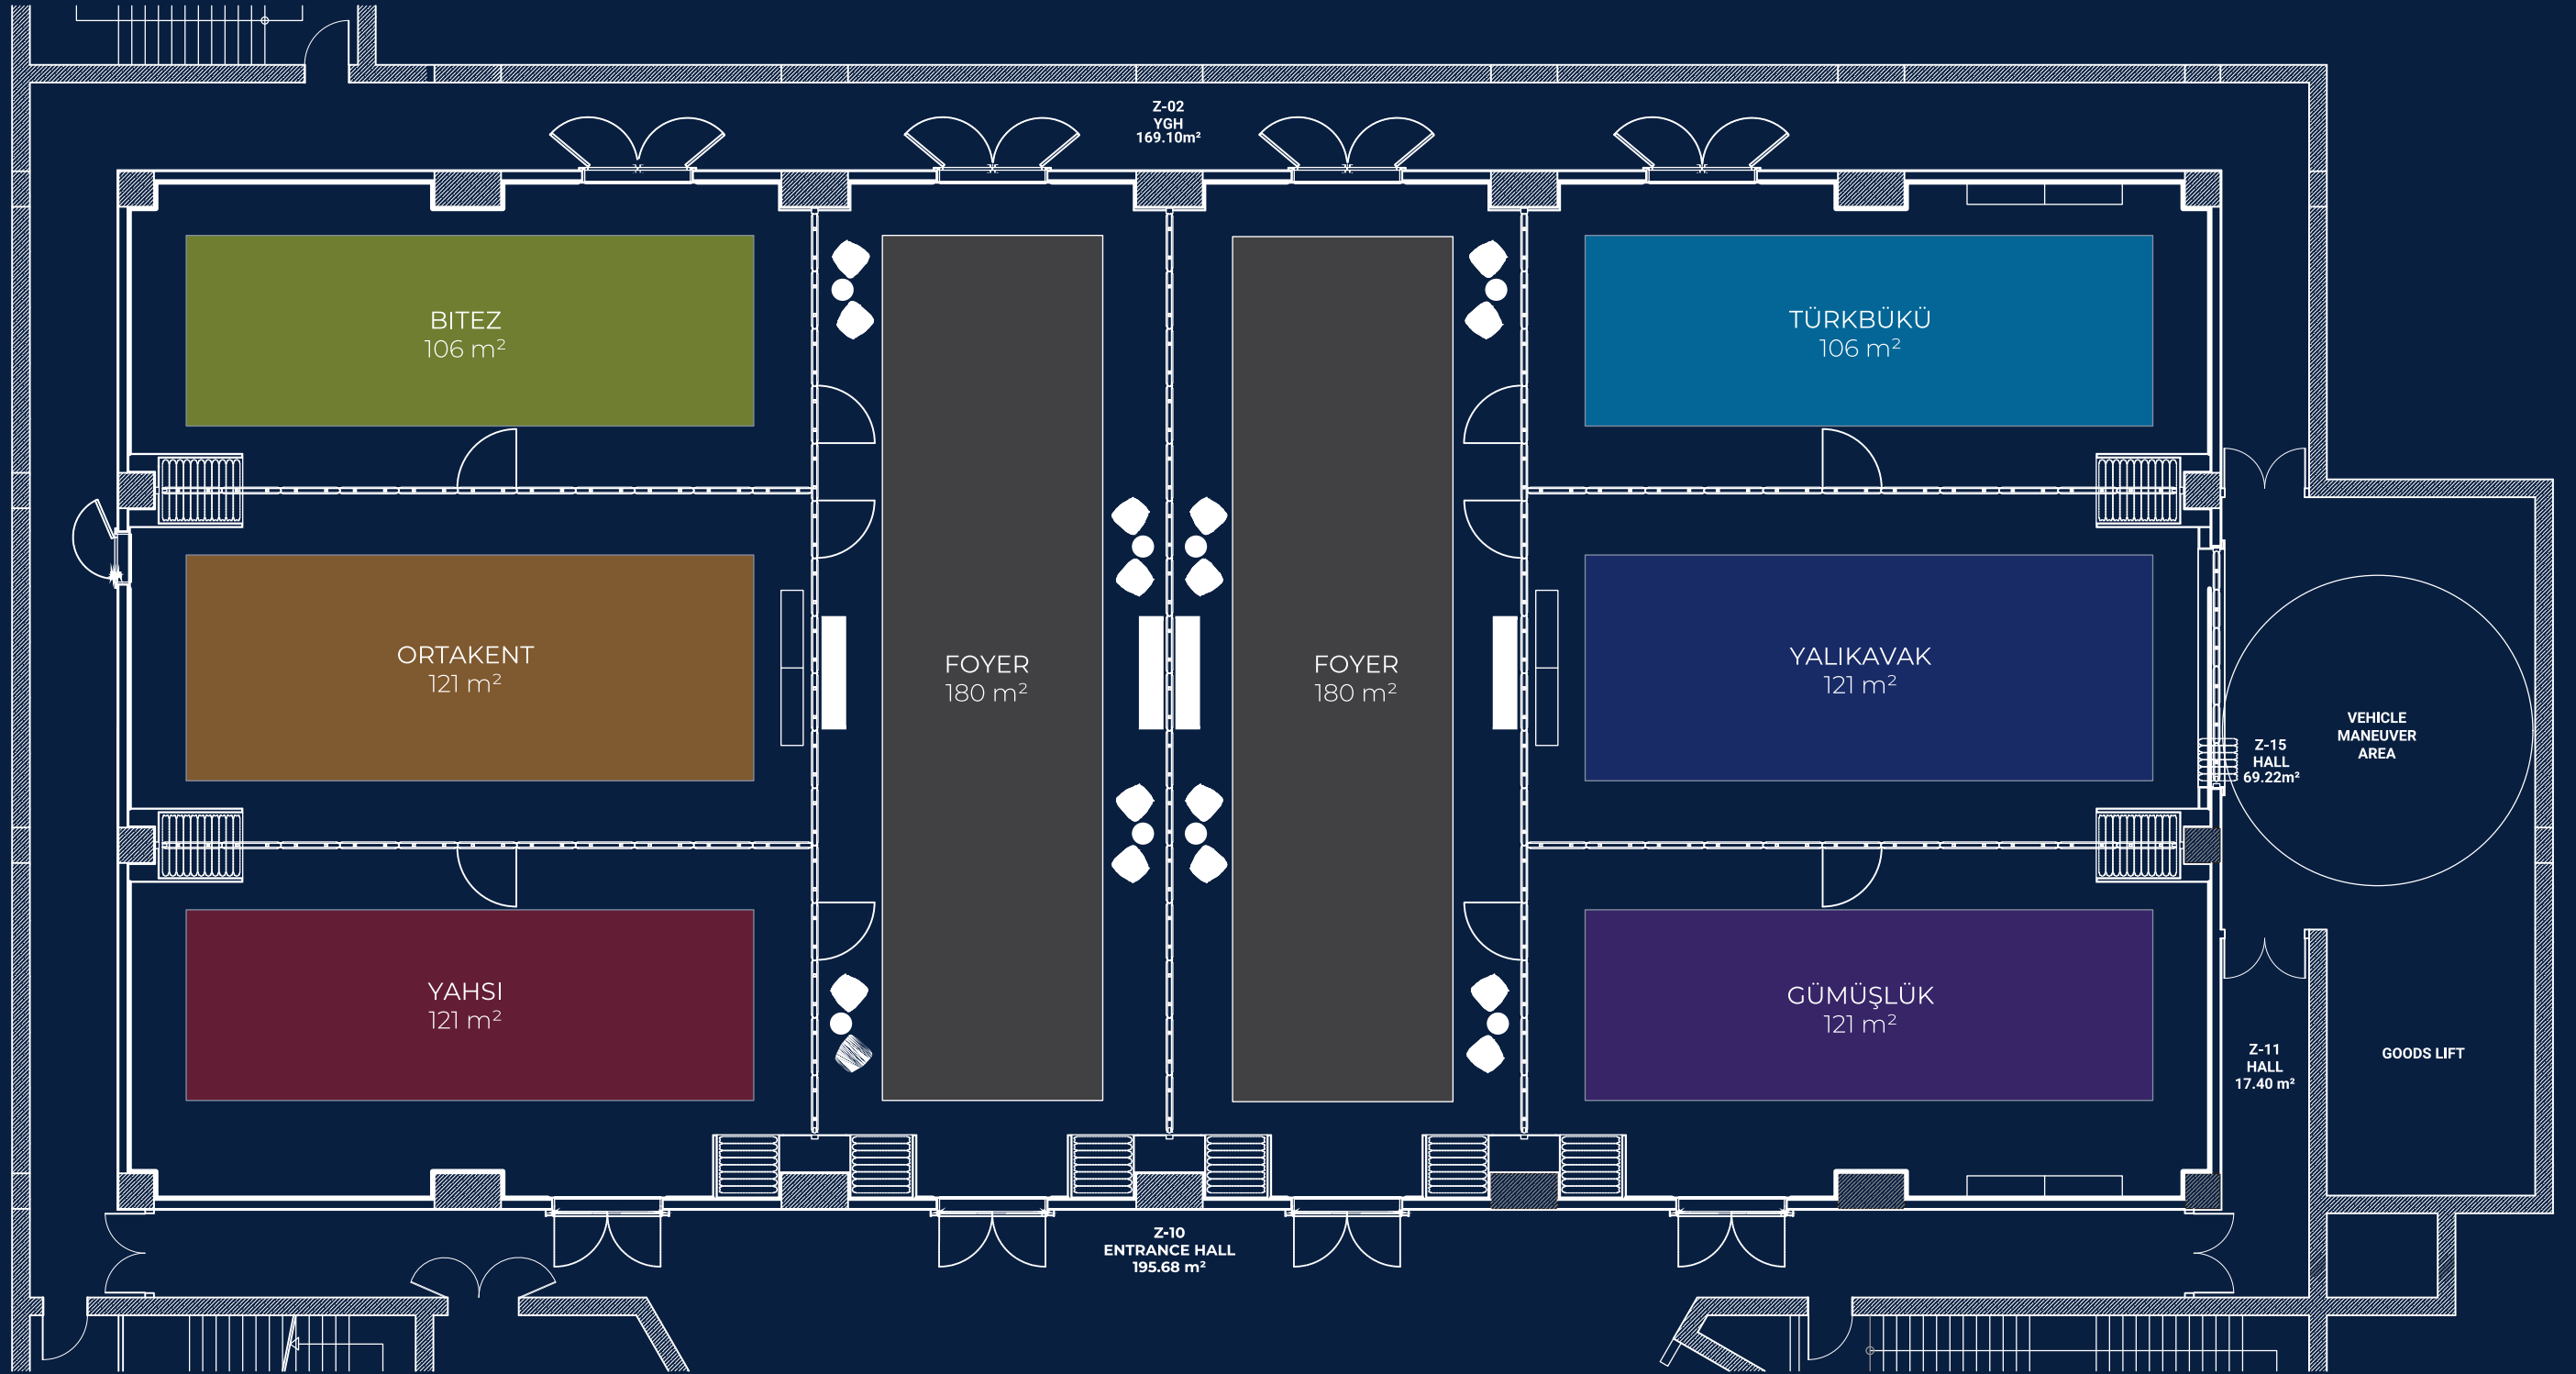 Z-02
YGH
169.10m²
BITEZ
106 m²
TÜRKBÜKÜ
106 m²
ORTAKENT
121 m²
FOYER
180 m²
FOYER
180 m²
YALIKAVAK
121 m²
VEHICLE
MANEUVER
AREA
Z-15
HALL
69.22m²
YAHSI
121 m²
GÜMÜŞLÜK
121 m²
Z-11
HALL
17.40 m²
GOODS LIFT
Z-10
ENTRANCE HALL
195.68 m²